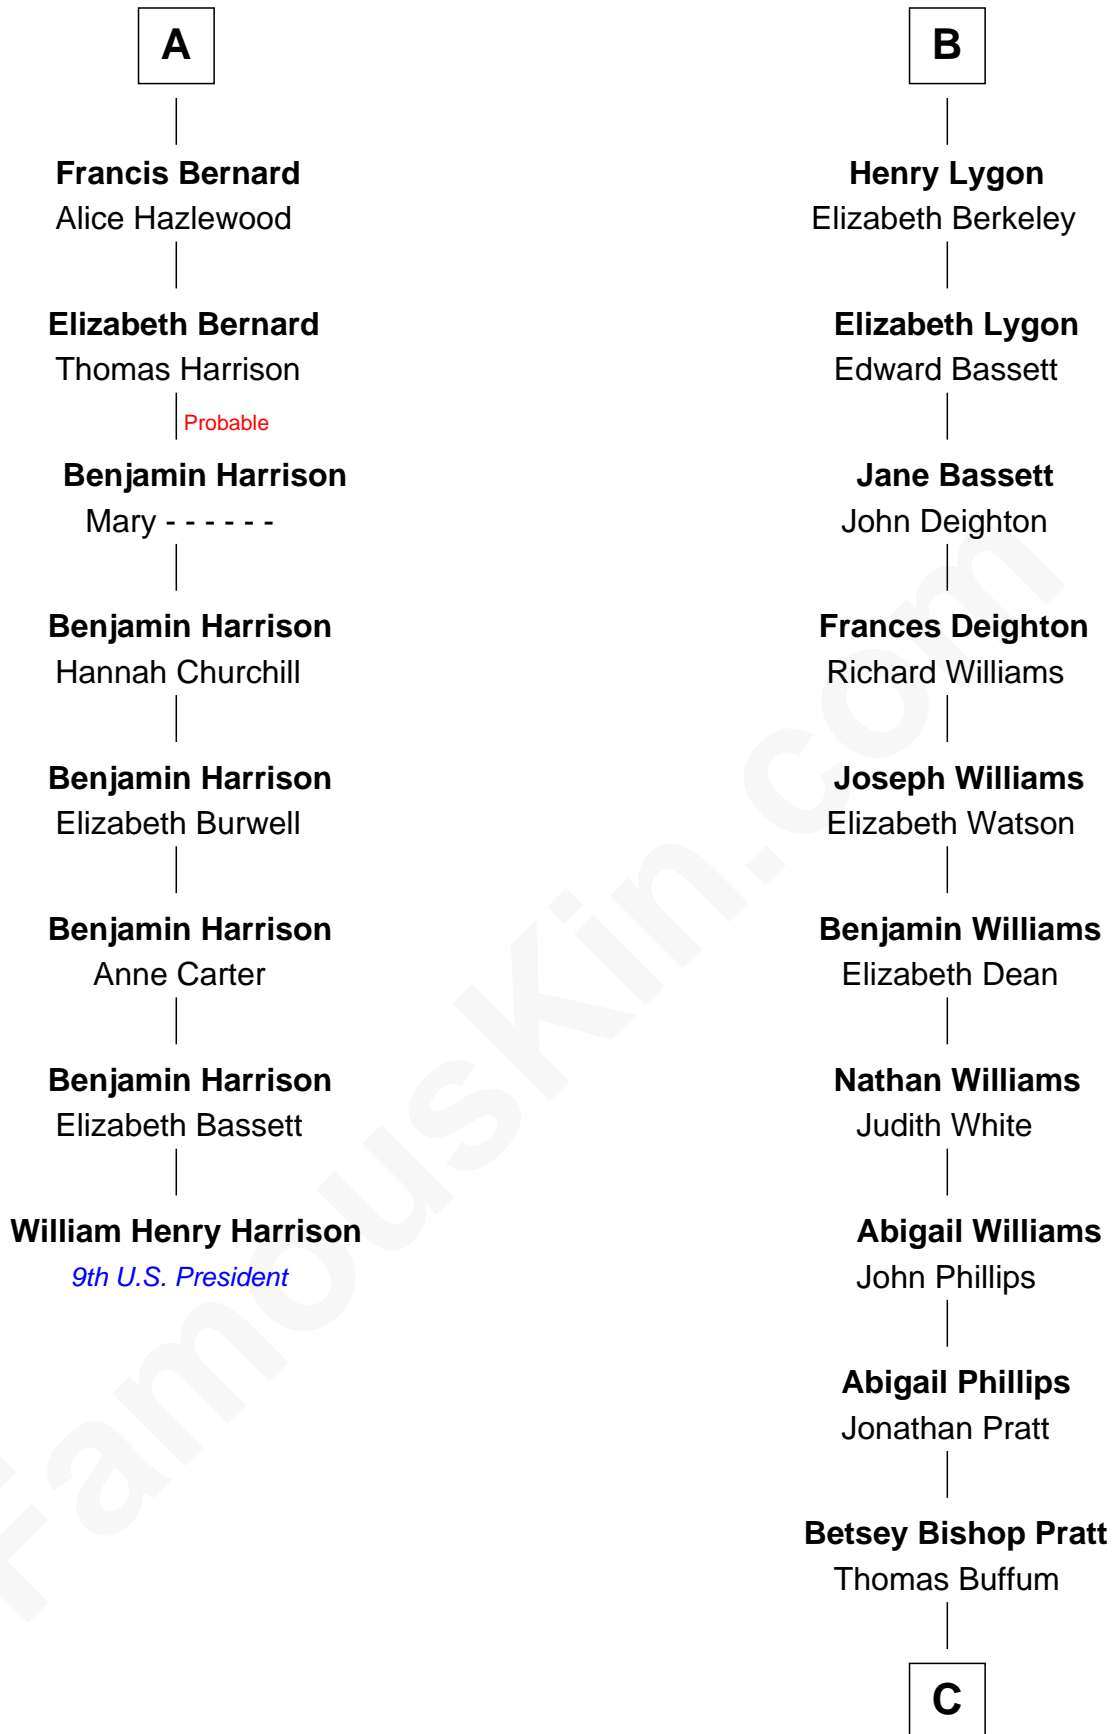 A
Francis Bernard
Alice Hazlewood
Elizabeth Bernard
Thomas Harrison
Probable
Benjamin Harrison
Mary - - - - - -
Benjamin Harrison
Hannah Churchill
Benjamin Harrison
Elizabeth Burwell
Benjamin Harrison
Anne Carter
Benjamin Harrison
Elizabeth Bassett
William Henry Harrison
9th U.S. President
B
Henry Lygon
Elizabeth Berkeley
Elizabeth Lygon
Edward Bassett
Jane Bassett
John Deighton
Frances Deighton
Richard Williams
Joseph Williams
Elizabeth Watson
Benjamin Williams
Elizabeth Dean
Nathan Williams
Judith White
Abigail Williams
John Phillips
Abigail Phillips
Jonathan Pratt
Betsey Bishop Pratt
Thomas Buffum
C
FamousKin.com